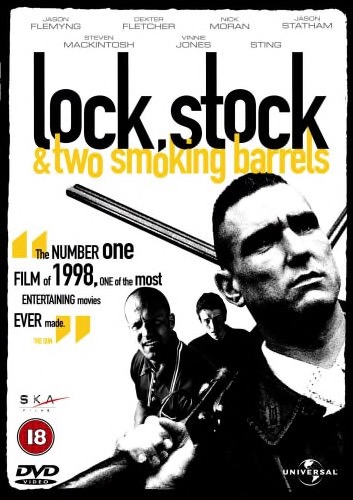 JASON DEXTER NICK JASON
FLEMYNG FLETCHER MORAN STATHAM
STEVEN VINNIE STING
MACKINTOSH JONES
lock, stock
& two smoking barrels
“The NUMBER one
FILM of 1998, ONE of the most
ENTERTAINING movies
EVER made.”
THE SUN
SKA
FILMS
18
DVD
VIDEO
UNIVERSAL